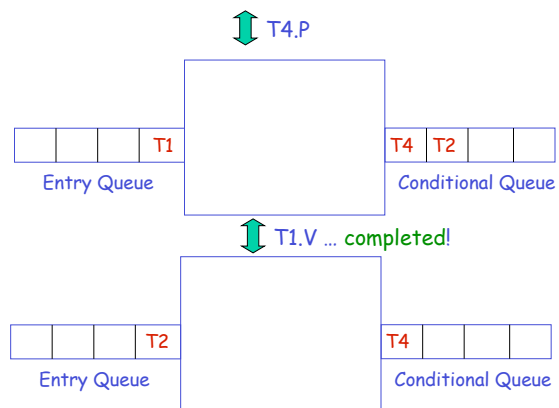 T4.P
T1 T4 T2
Entry Queue Conditional Queue
T1.V ... completed!
T2 T4
Entry Queue Conditional Queue